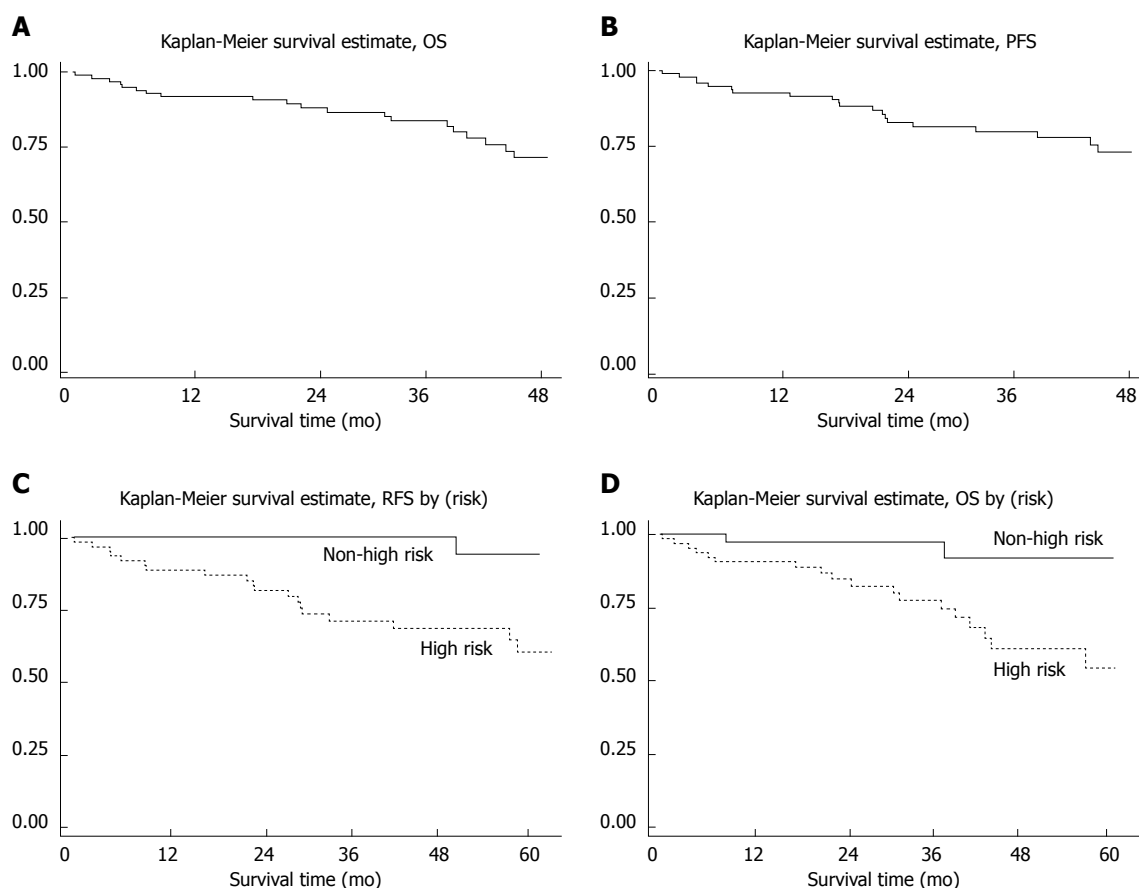 A
Kaplan-Meier survival estimate, OS
1.00
0.75
0.50
0.25
0.00
0 12 24 36 48
Survival time (mo)
B
Kaplan-Meier survival estimate, PFS
1.00
0.75
0.50
0.25
0.00
0 12 24 36 48
Survival time (mo)
C
Kaplan-Meier survival estimate, RFS by (risk)
1.00
Non-high risk
0.75
High risk
0.50
0.25
0.00
0 12 24 36 48 60
Survival time (mo)
D
Kaplan-Meier survival estimate, OS by (risk)
1.00
Non-high risk
0.75
High risk
0.50
0.25
0.00
0 12 24 36 48 60
Survival time (mo)